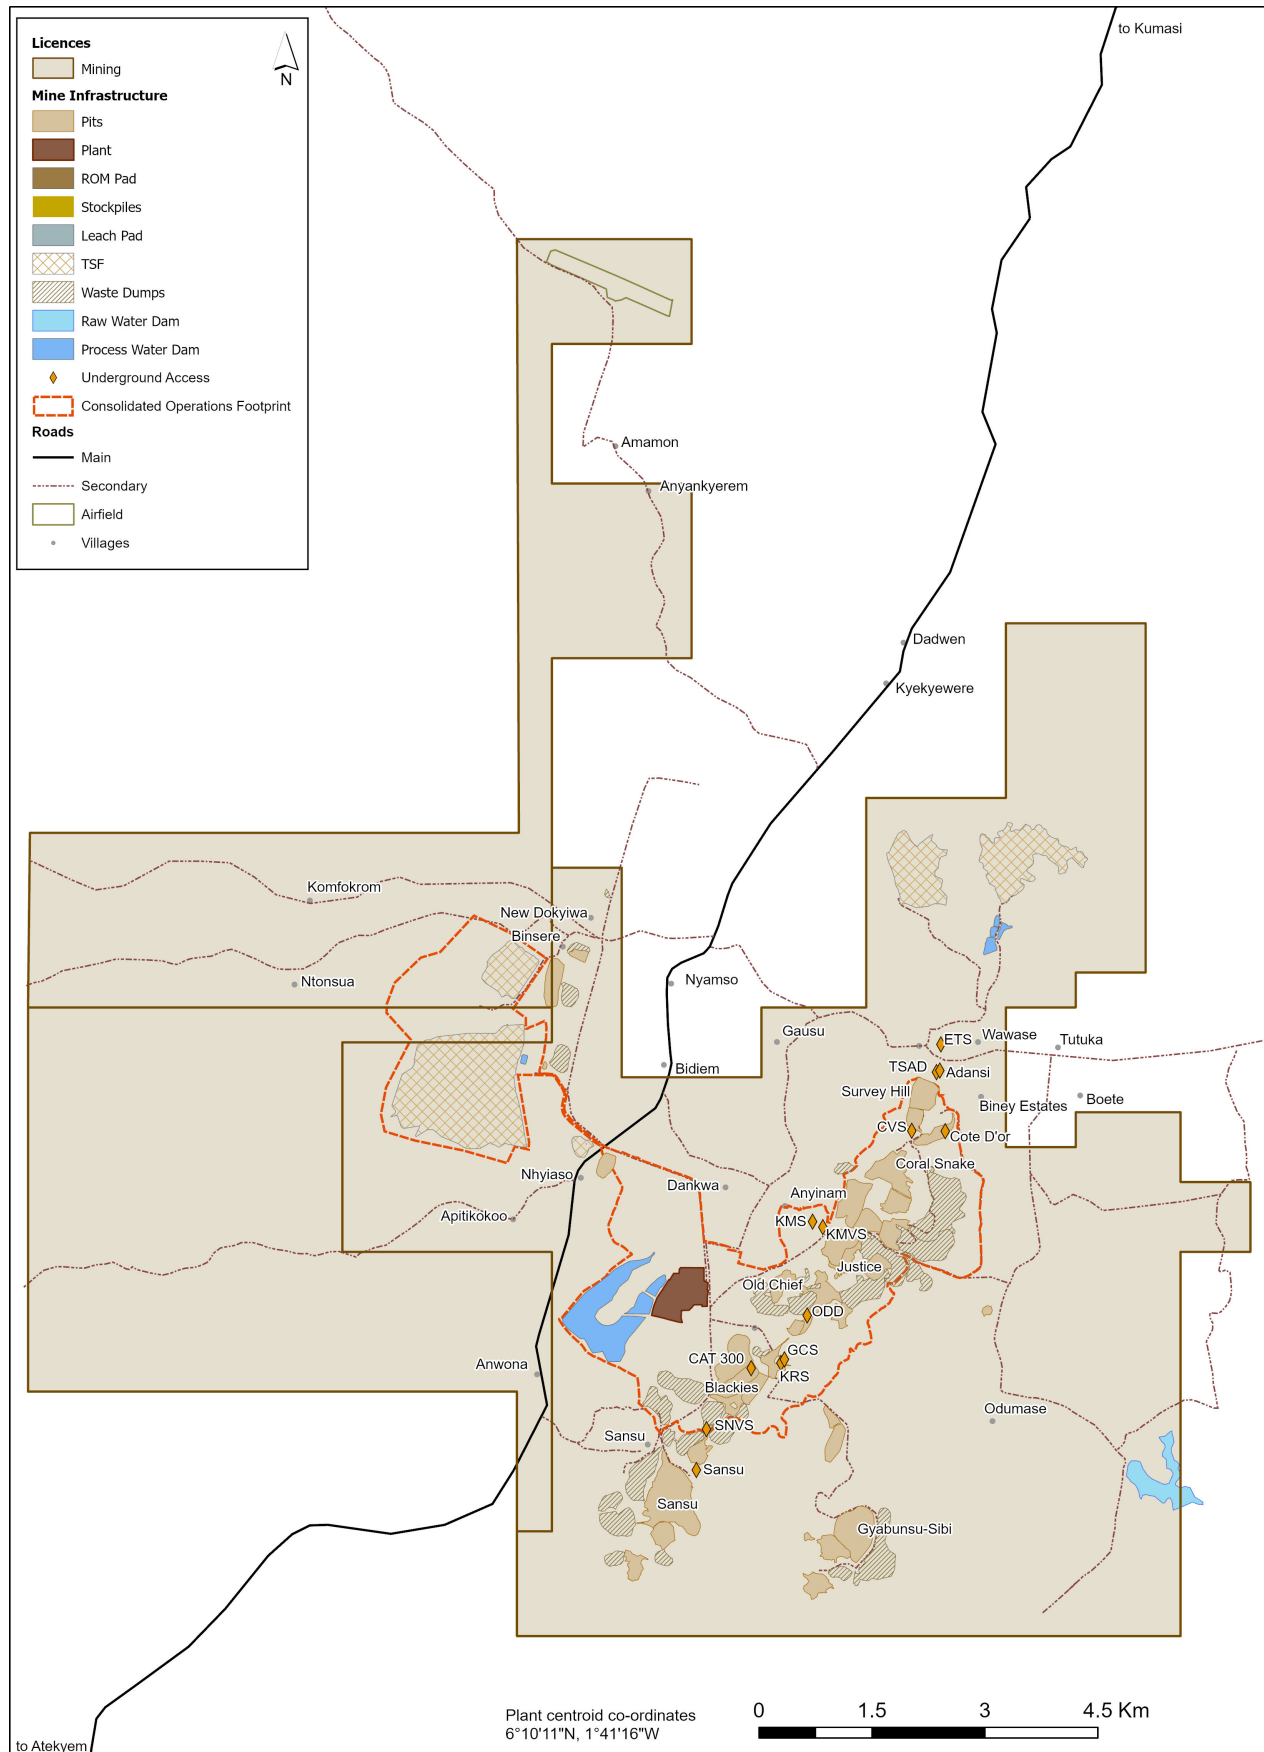 Licences
Mining
Mine Infrastructure
Pits
Plant
ROM Pad
Stockpiles
Leach Pad
TSF
Waste Dumps
Raw Water Dam
Process Water Dam
Underground Access
Consolidated Operations Footprint
Roads
Main
Secondary
Airfield
Villages
N
to Kumasi
Amamon
Anyankyerem
Dadwen
Kyekyewere
Komfokrom
New Dokyiwa
Binsere
Ntonsua
Nyamso
Gausu
ETS
Wawase
Tutuka
Bidiem
TSAD
Adansi
Survey Hill
Biney Estates
Boete
CVS
Cote D'or
Coral Snake
Nhyiaso
Dankwa
Anyinam
Apitikokoo
KMS
KMVS
Justice
Old Chief
ODD
GCS
CAT 300
KRS
Anwona
Blackies
Odumase
SNVS
Sansu
Sansu
Sansu
Gyabunsu-Sibi
Plant centroid co-ordinates
6°10'11"N, 1°41'16"W
0 1.5 3 4.5 Km
to Atekyem